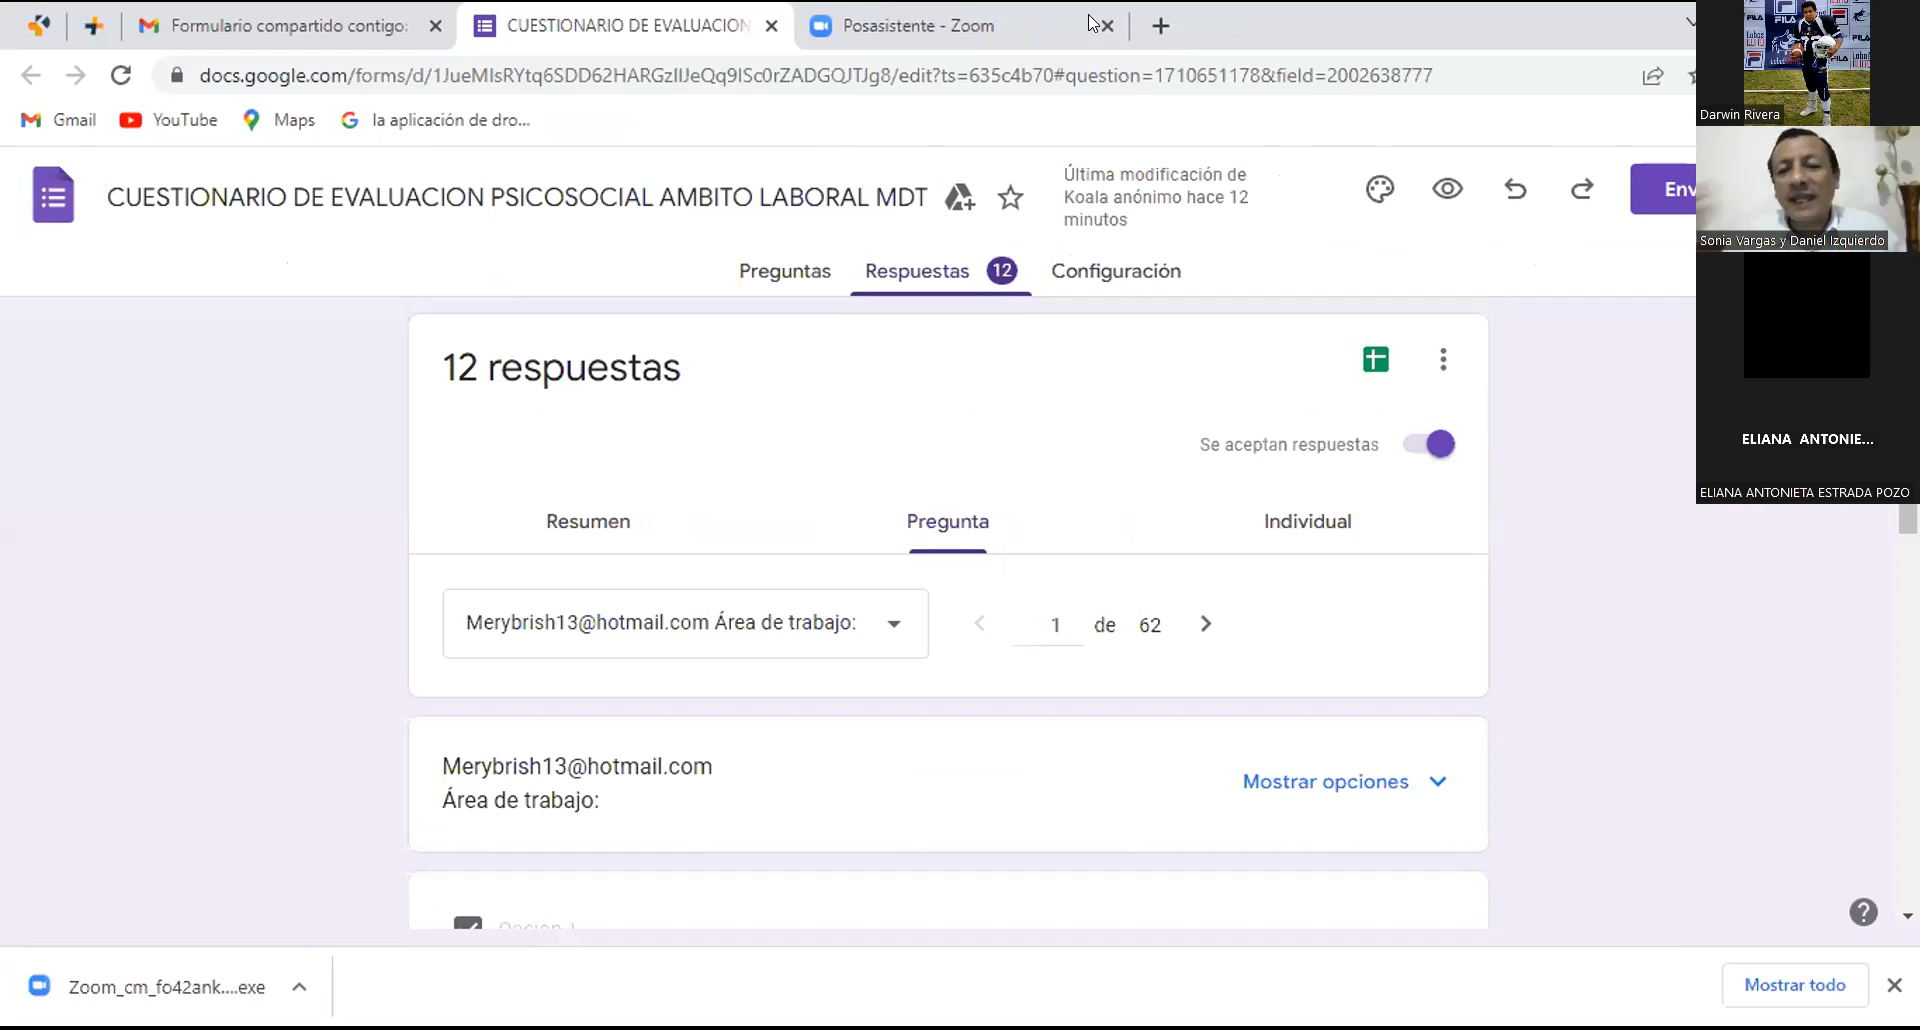 Formulario compartido contigo:
CUESTIONARIO DE EVALUACION
Posasistente - Zoom
docs.google.com/forms/d/1JueMIsRYtq6SDD62HARGzIIJeQq9ISc0rZADGQJTJg8/edit?ts=635c4b70#question=1710651178&field=2002638777
Gmail
YouTube
Maps
la aplicación de dro...
CUESTIONARIO DE EVALUACION PSICOSOCIAL AMBITO LABORAL MDT
Última modificación de
Koala anónimo hace 12
minutos
Env
Preguntas
Respuestas 12
Configuración
12 respuestas
Se aceptan respuestas
Resumen
Pregunta
Individual
Merybrish13@hotmail.com Área de trabajo:
1 de 62
Merybrish13@hotmail.com
Área de trabajo:
Mostrar opciones
Zoom_cm_fo42ank....exe
Mostrar todo
FILA
Lobos
FILA
Darwin Rivera
Sonia Vargas y Daniel Izquierdo
ELIANA ANTONIE...
ELIANA ANTONIETA ESTRADA POZO